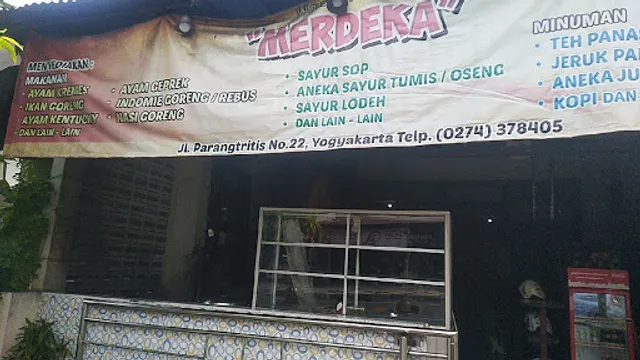 "MERDEKA"
MENYEDIAKAN :
MAKANAN
• AYAM KREMES
• IKAN GORENG
• AYAM KENTUCKY
• DAN LAIN - LAIN
• AYAM GEPREK
• INDOMIE GORENG / REBUS
• NASI GORENG
• SAYUR SOP
• ANEKA SAYUR TUMIS / OSENG
• SAYUR LODEH
• DAN LAIN - LAIN
MINUMAN
• TEH PANAS
• JERUK PA
• ANEKA JU
• KOPI DAN
Jl. Parangtritis No.22, Yogyakarta Telp. (0274) 378405